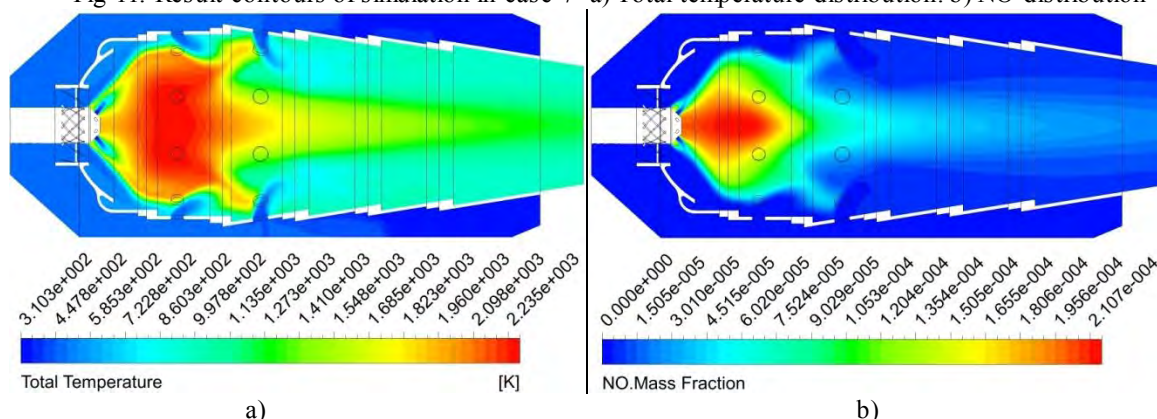 Fig 11. Result contours of simulation in case 7 a) Total temperature distribution. b) NO distribution
3.103e+002
4.478e+002
5.853e+002
7.228e+002
8.603e+002
9.978e+002
1.135e+003
1.273e+003
1.410e+003
1.548e+003
1.685e+003
1.823e+003
1.960e+003
2.098e+003
2.235e+003
Total Temperature
[K]
a)
0.000e+000
1.505e-005
3.010e-005
4.515e-005
6.020e-005
7.524e-005
9.029e-005
1.053e-004
1.204e-004
1.354e-004
1.505e-004
1.655e-004
1.806e-004
1.956e-004
2.107e-004
NO.Mass Fraction
b)